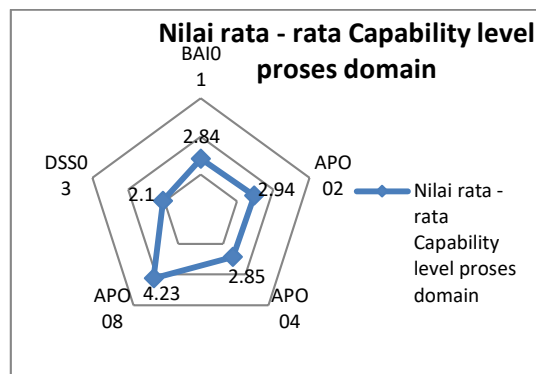 Nilai rata - rata Capability level
proses domain
BAI0
1
2.84
APO
02
2.94
APO
04
2.85
APO
08
4.23
DSS0
3
2.1
Nilai rata -
rata
Capability
level proses
domain